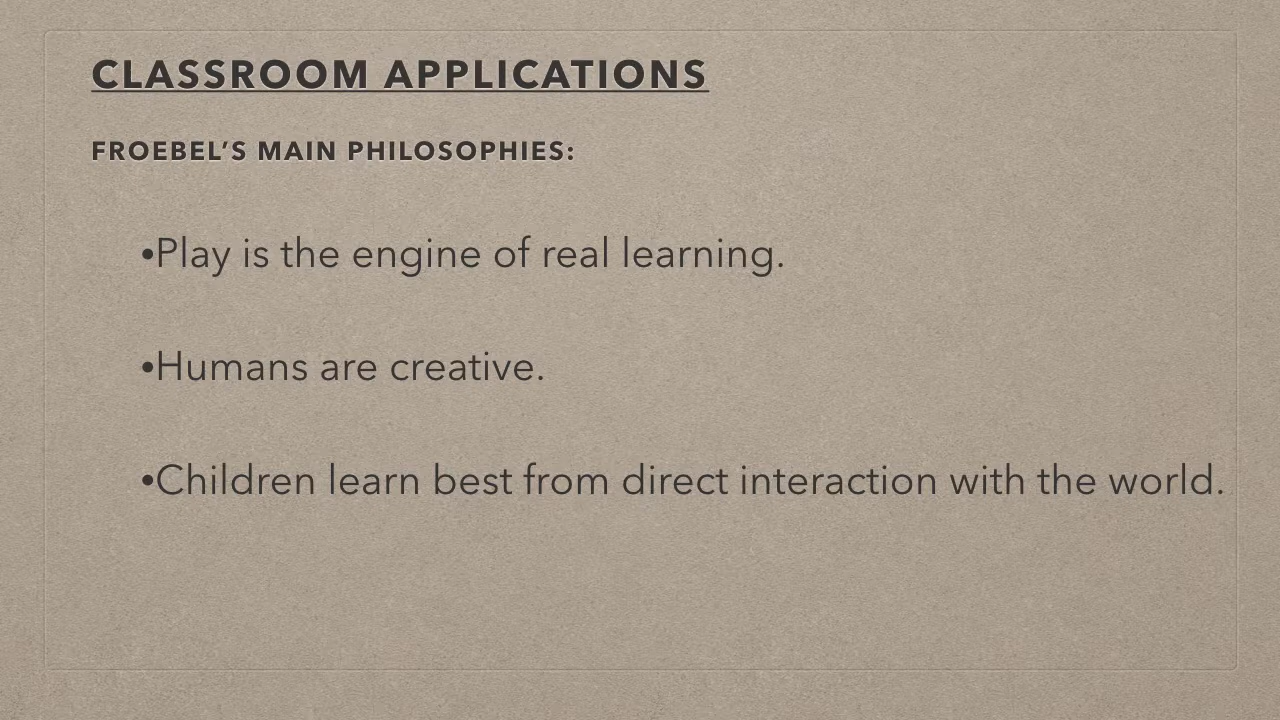 CLASSROOM APPLICATIONS
FROEBEL’S MAIN PHILOSOPHIES:
•Play is the engine of real learning.
•Humans are creative.
•Children learn best from direct interaction with the world.